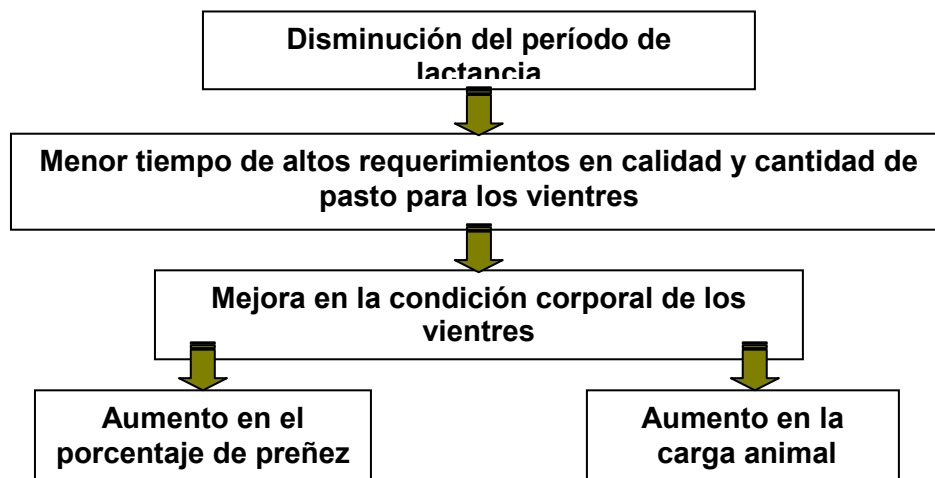 Disminución del período de
lactancia
Menor tiempo de altos requerimientos en calidad y cantidad de
pasto para los vientres
Mejora en la condición corporal de los
vientres
Aumento en el
porcentaje de preñez
Aumento en la
carga animal